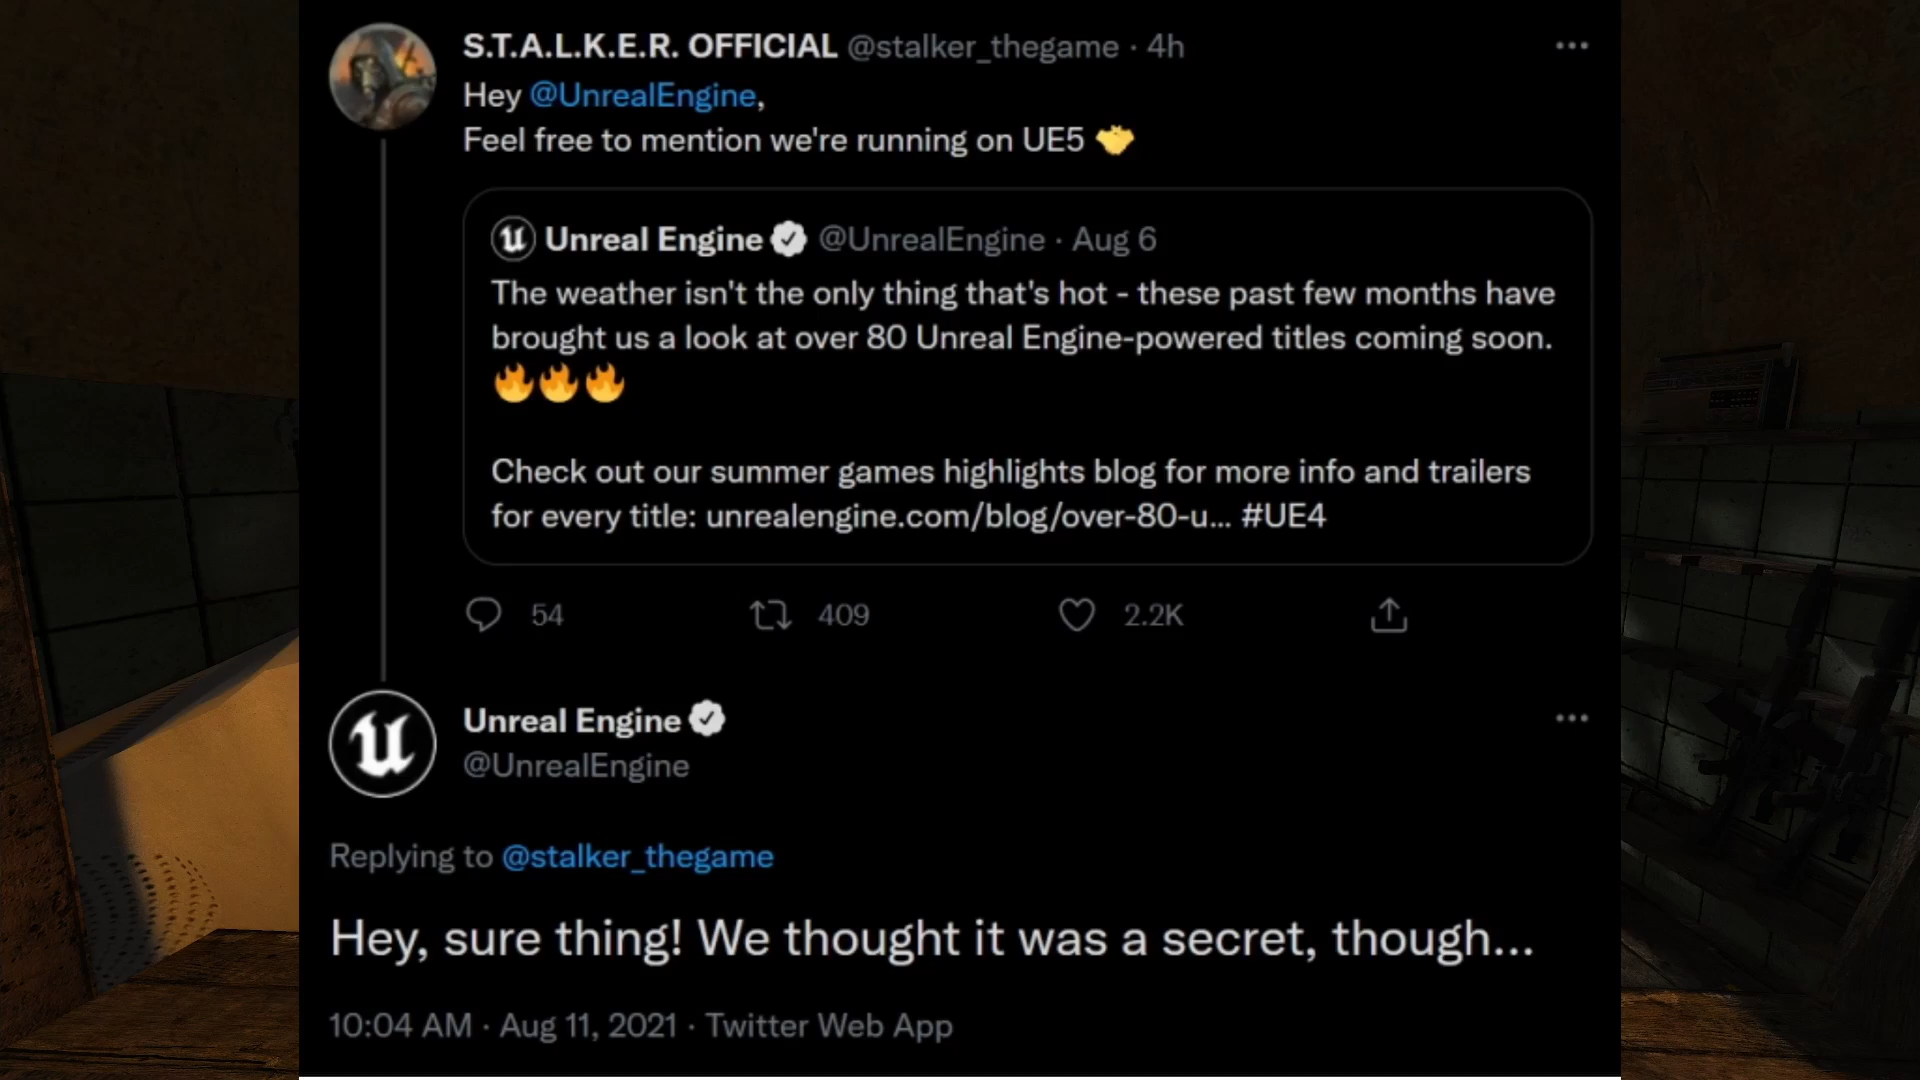 S.T.A.L.K.E.R. OFFICIAL @stalker_thegame · 4h
Hey @UnrealEngine,
Feel free to mention we're running on UE5 🤝
Unreal Engine @UnrealEngine · Aug 6
The weather isn't the only thing that's hot - these past few months have
brought us a look at over 80 Unreal Engine-powered titles coming soon.
🔥🔥🔥
Check out our summer games highlights blog for more info and trailers
for every title: unrealengine.com/blog/over-80-u... #UE4
54 409 2.2K
Unreal Engine
@UnrealEngine
Replying to @stalker_thegame
Hey, sure thing! We thought it was a secret, though...
10:04 AM · Aug 11, 2021 · Twitter Web App